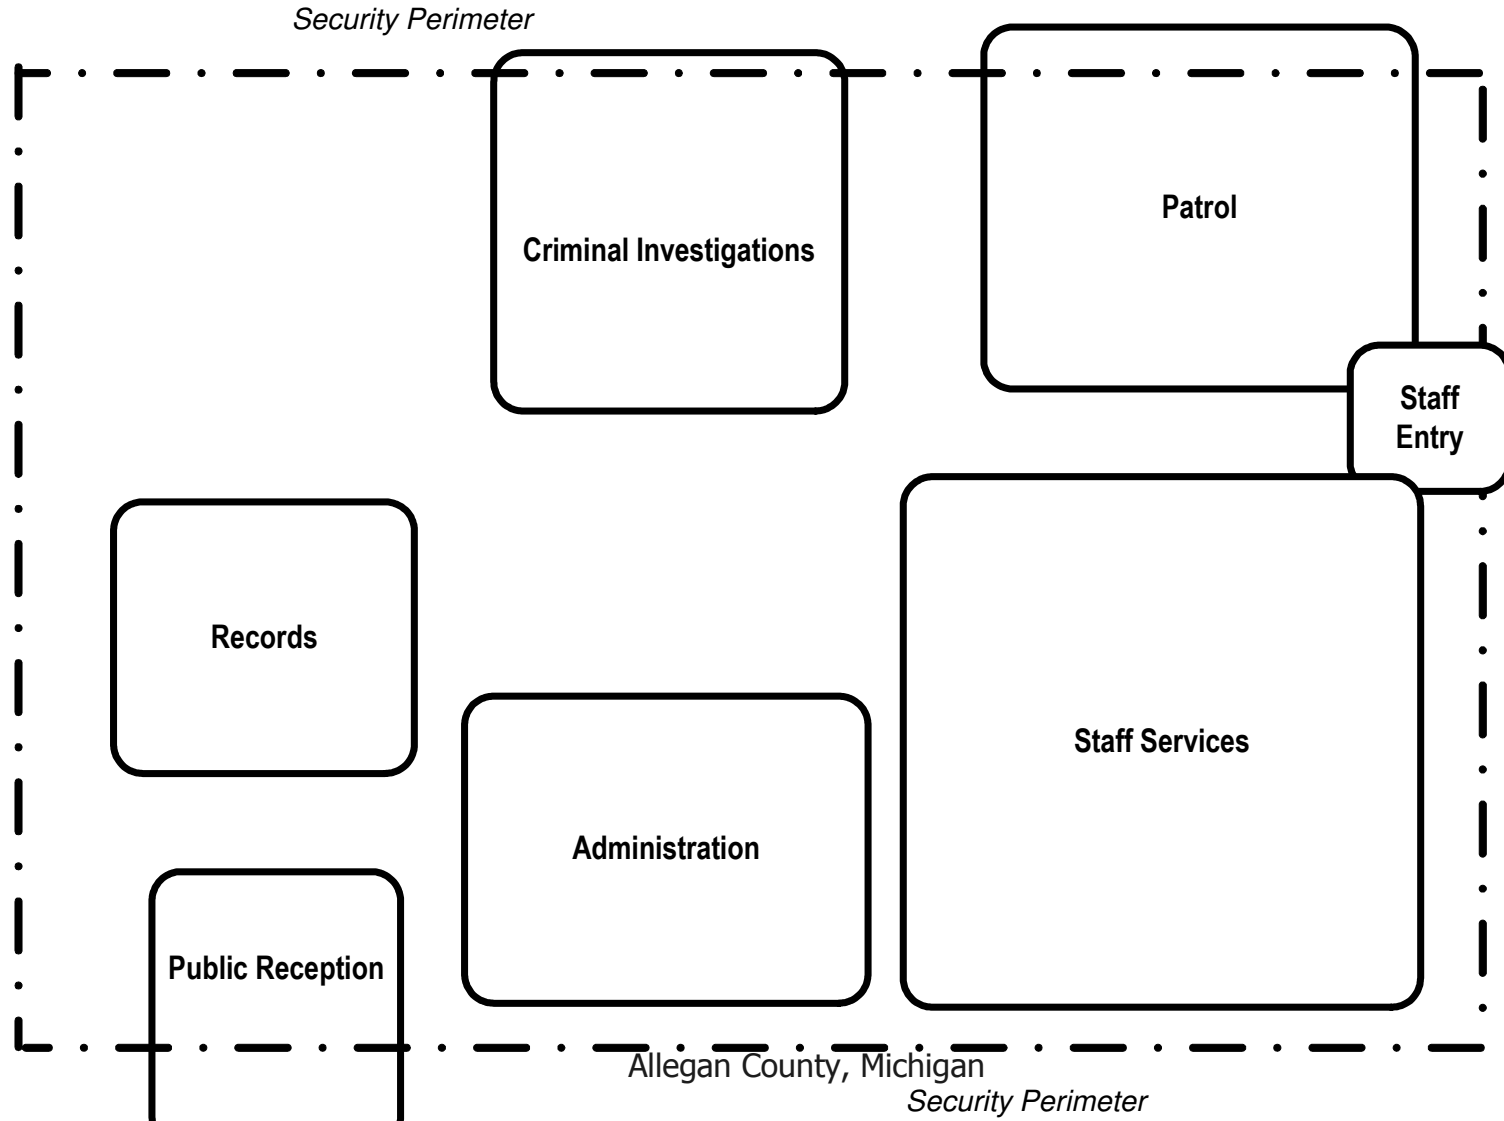 Security Perimeter
Patrol
Criminal Investigations
Staff
Entry
Records
Staff Services
Administration
Public Reception
Allegan County, Michigan
Security Perimeter